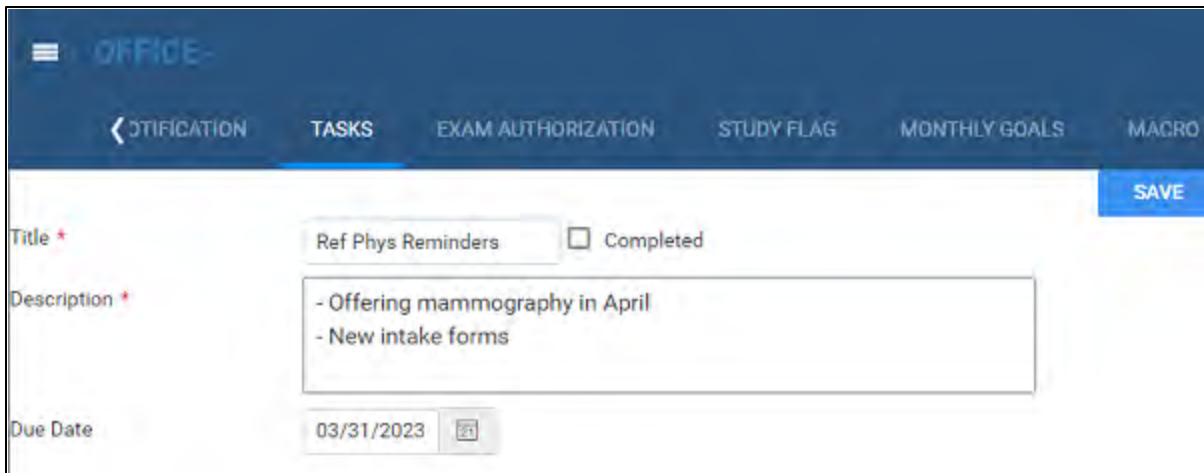 OFFICE-
OTIFICATION TASKS EXAM AUTHORIZATION STUDY FLAG MONTHLY GOALS MACRO
SAVE
Title *
Ref Phys Reminders Completed
Description *
- Offering mammography in April
- New intake forms
Due Date
03/31/2023